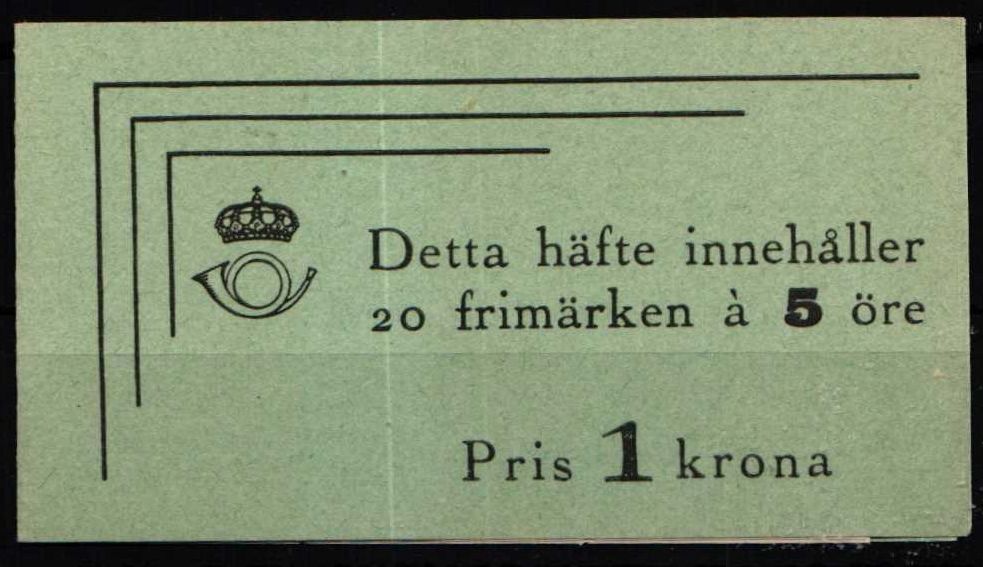 Detta häfte innehåller
20 frimärken à 5 öre
Pris 1 krona